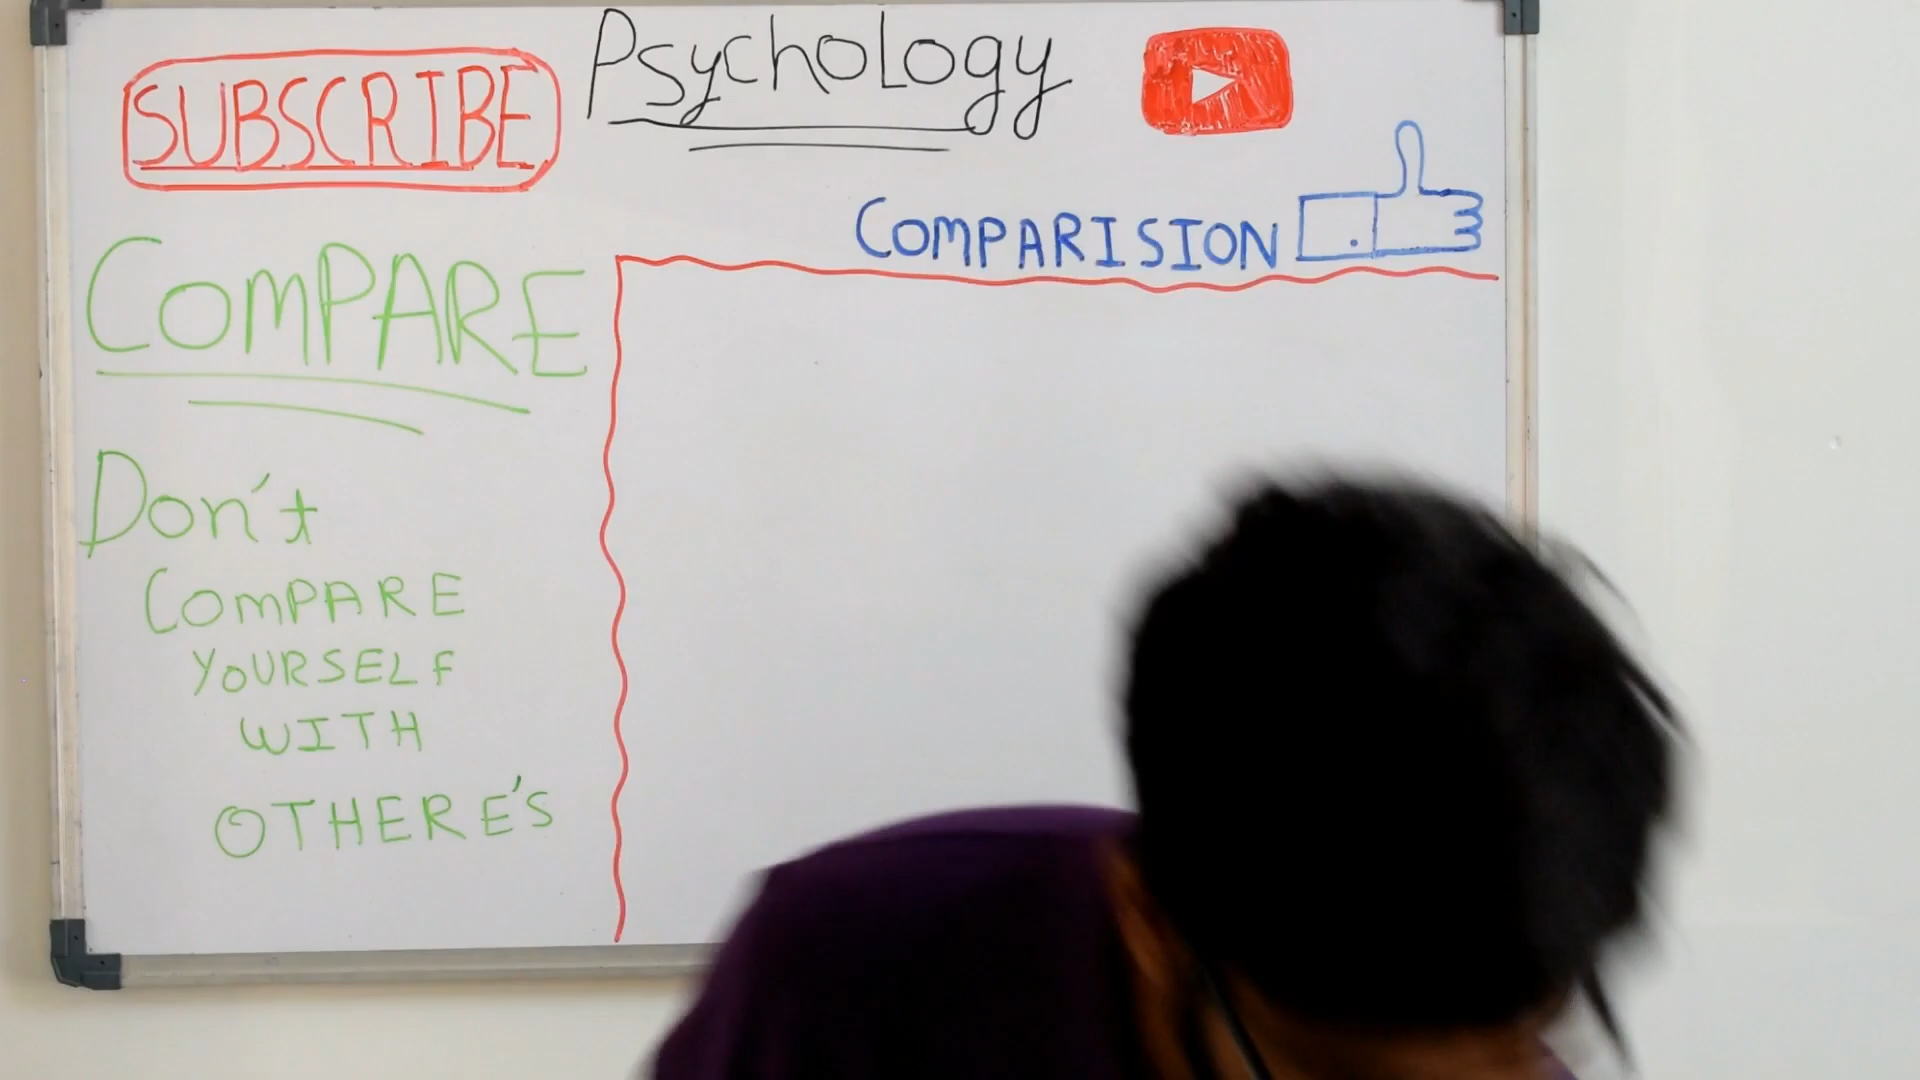 Psychology
SUBSCRIBE
COMPARISION
COMPARE
Don't
COMPARE
YOURSELF
WITH
OTHERE'S